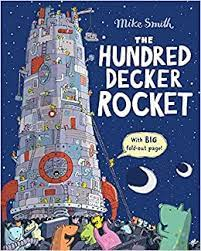 Mike Smith
THE
HUNDRED
DECKER
ROCKET
With BIG
fold-out page!